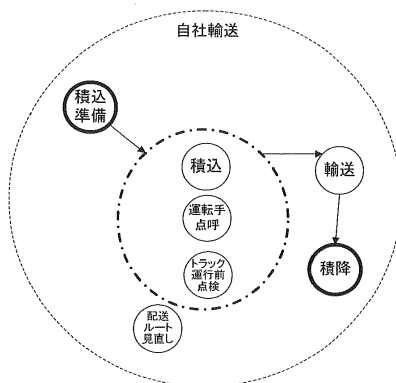 自社輸送
積込
準備
積込
輸送
運転手
点呼
トラック
運行前
点検
積降
配送
ルート
見直し